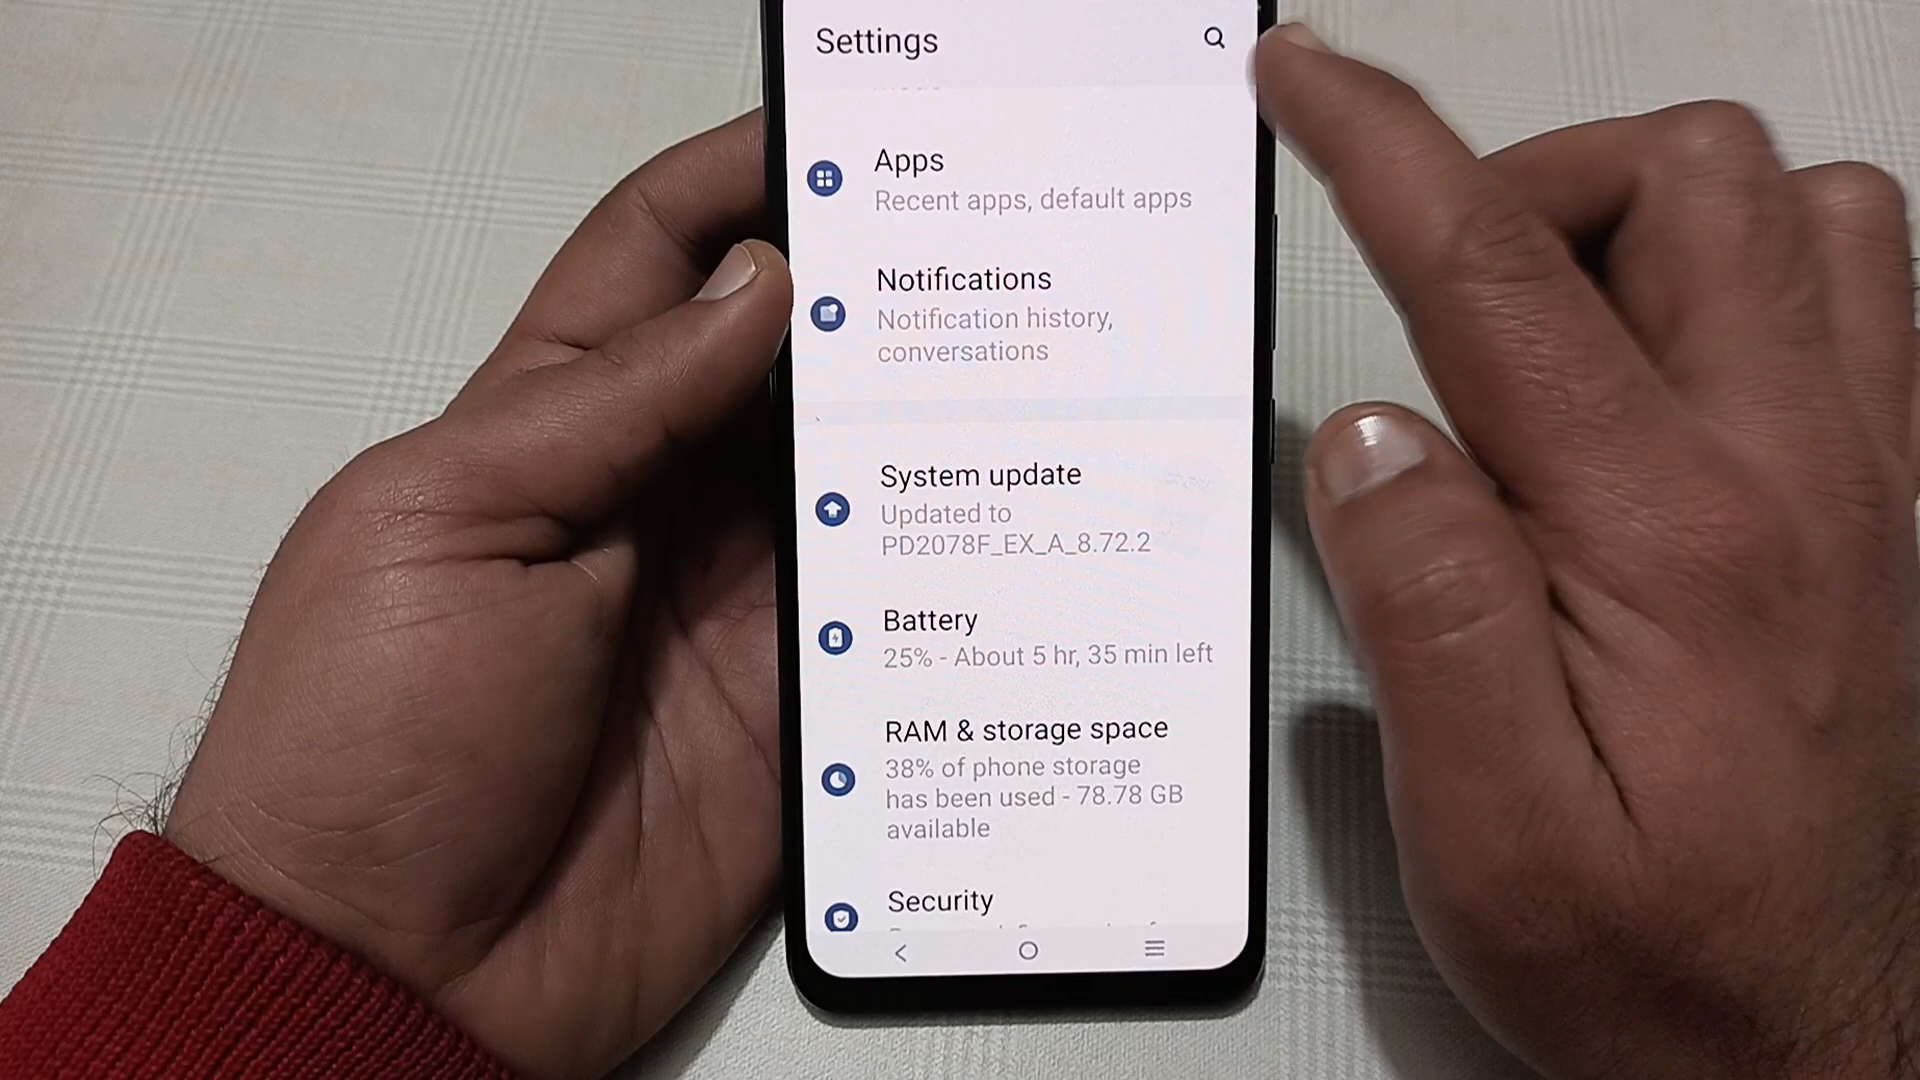 Settings
Apps
Recent apps, default apps
Notifications
Notification history,
conversations
System update
Updated to
PD2078F_EX_A_8.72.2
Battery
25% - About 5 hr, 35 min left
RAM & storage space
38% of phone storage
has been used - 78.78 GB
available
Security